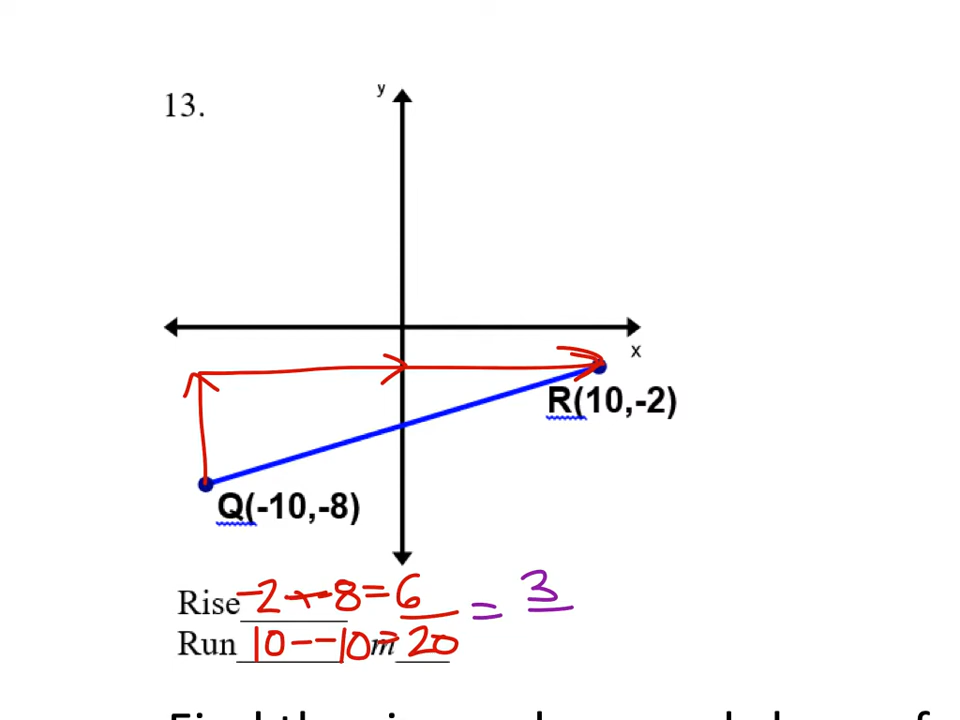 y
13.
x
R(10,-2)
Q(-10,-8)
Rise -2--8=6 = 3
Run 10--10=20 m